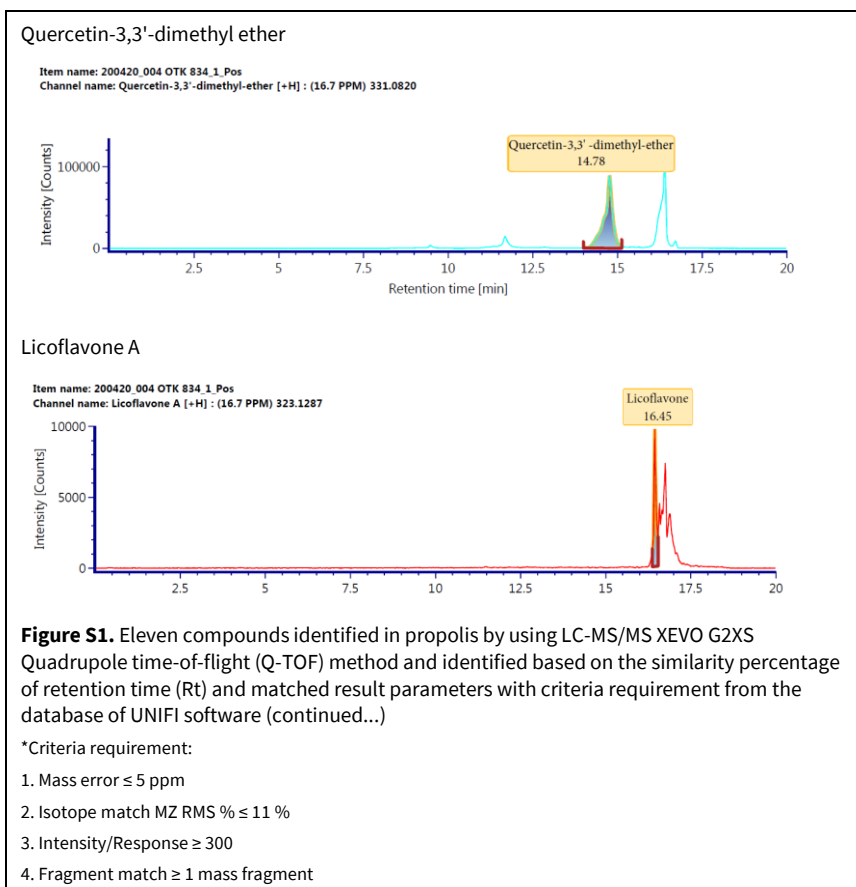 Quercetin-3,3'-dimethyl ether
Item name: 200420_004 OTK 834_1_Pos
Channel name: Quercetin-3,3'-dimethyl-ether [+H] : (16.7 PPM) 331.0820
Quercetin-3,3' -dimethyl-ether
14.78
Intensity [Counts]
100000
0
2.5 5 7.5 10 12.5 15 17.5 20
Retention time [min]
Licoflavone A
Item name: 200420_004 OTK 834_1_Pos
Channel name: Licoflavone A [+H] : (16.7 PPM) 323.1287
Licoflavone
16.45
Intensity [Counts]
10000
5000
0
2.5 5 7.5 10 12.5 15 17.5 20
Figure S1. Eleven compounds identified in propolis by using LC-MS/MS XEVO G2XS
Quadrupole time-of-flight (Q-TOF) method and identified based on the similarity percentage
of retention time (Rt) and matched result parameters with criteria requirement from the
database of UNIFI software (continued...)
*Criteria requirement:
1. Mass error ≤ 5 ppm
2. Isotope match MZ RMS % ≤ 11 %
3. Intensity/Response ≥ 300
4. Fragment match ≥ 1 mass fragment